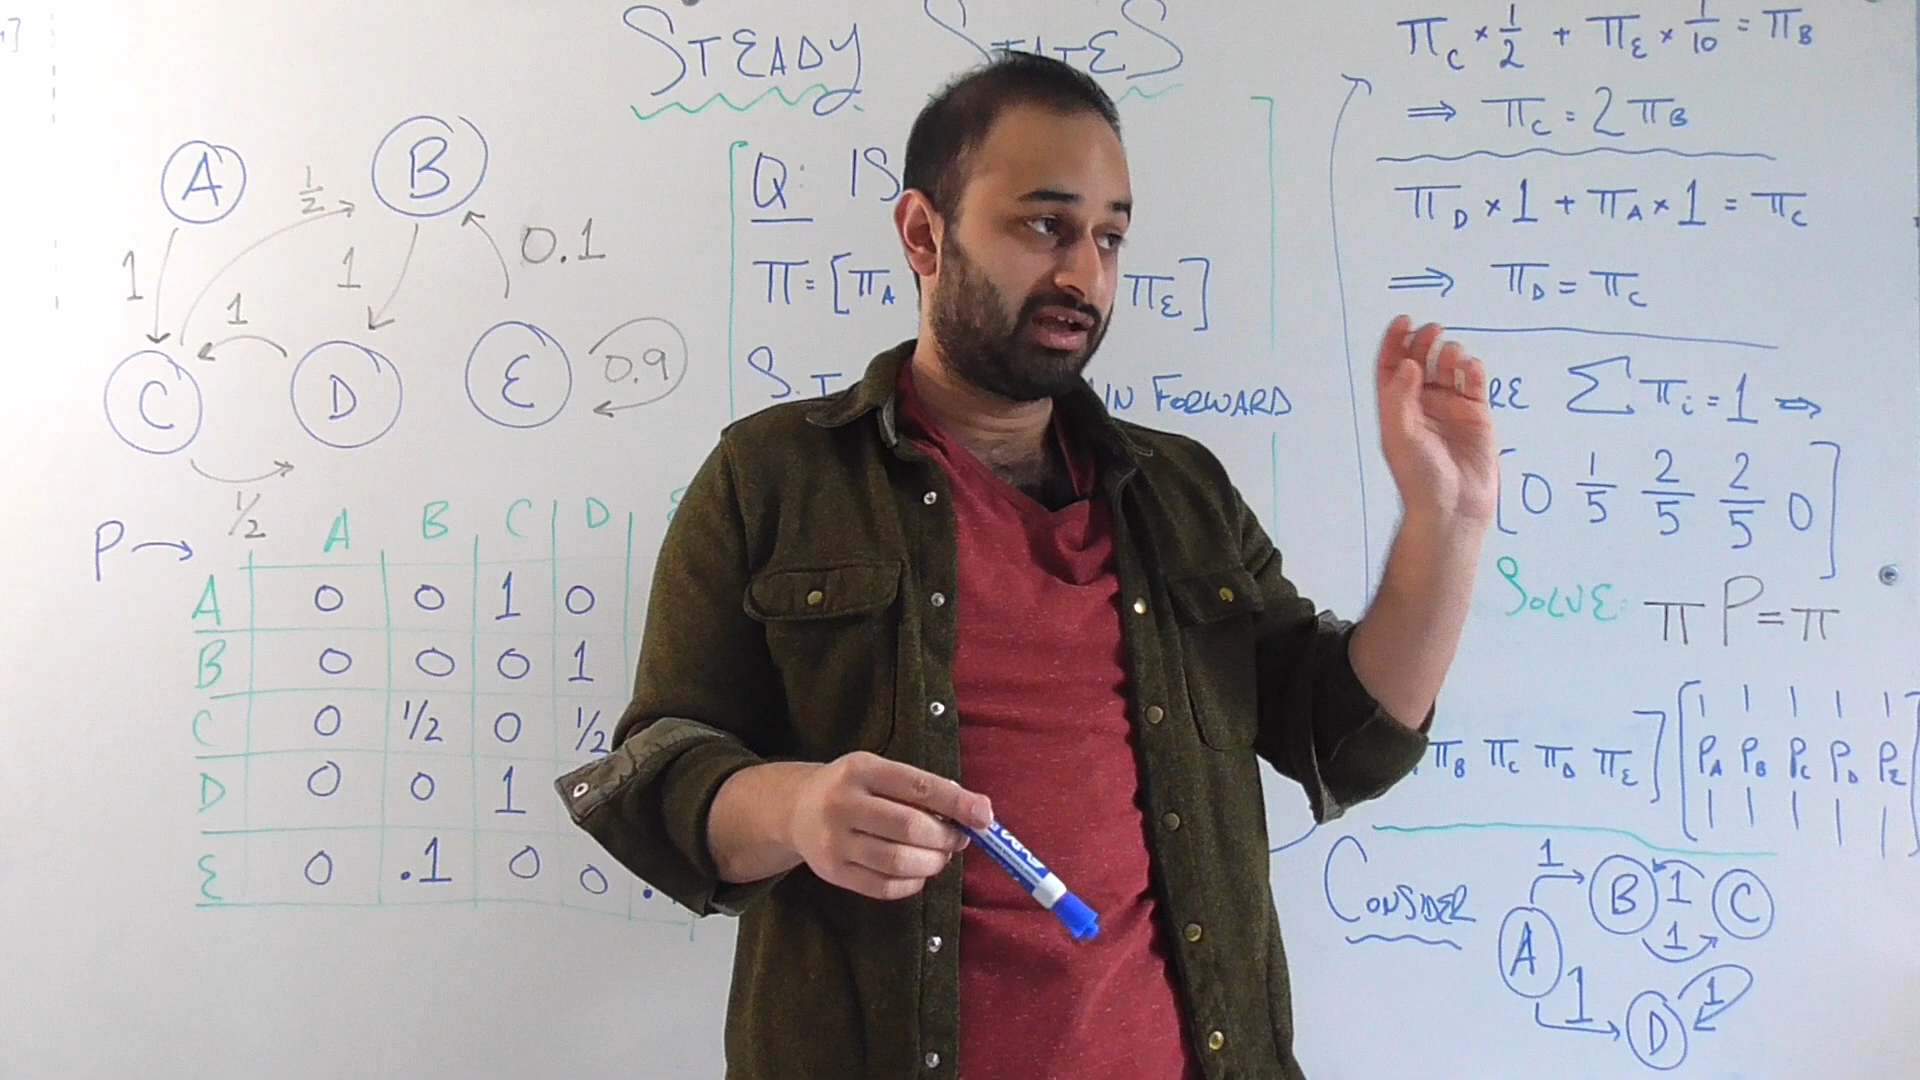 STEADY STATES
A
B
1/2
1
1
0.1
1
C
D
E
0.9
1/2
P →
A B C D
A 0 0 1 0
B 0 0 0 1
C 0 1/2 0 1/2
D 0 0 1
E 0 .1 0 0
Q: IS
π = [π_A π_E]
IN FORWARD
π_C × 1/2 + π_E × 1/10 = π_B
⇒ π_C = 2π_B
π_D × 1 + π_A × 1 = π_C
⇒ π_D = π_C
Σ π_i = 1 ⇒
[0 1/5 2/5 2/5 0]
SOLVE: πP = π
π_B π_C π_D π_E] [P_A P_B P_C P_D P_E]
CONSIDER
1
B
1
C
1
A
1
1
D